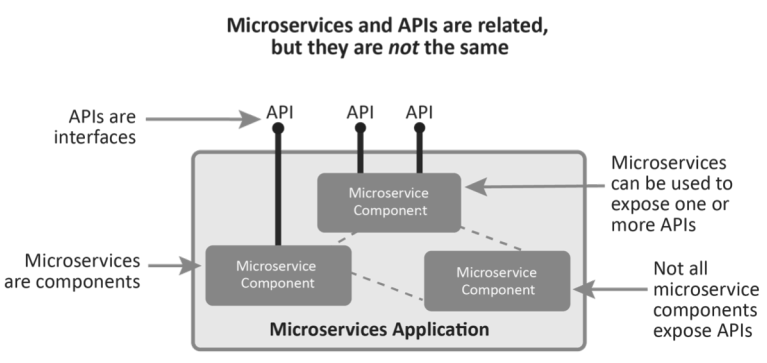 Microservices and APIs are related,
but they are not the same
APIs are
interfaces
API
API
API
Microservice
Component
Microservices
can be used to
expose one or
more APIs
Microservices
are components
Microservice
Component
Microservice
Component
Not all
microservice
components
expose APIs
Microservices Application